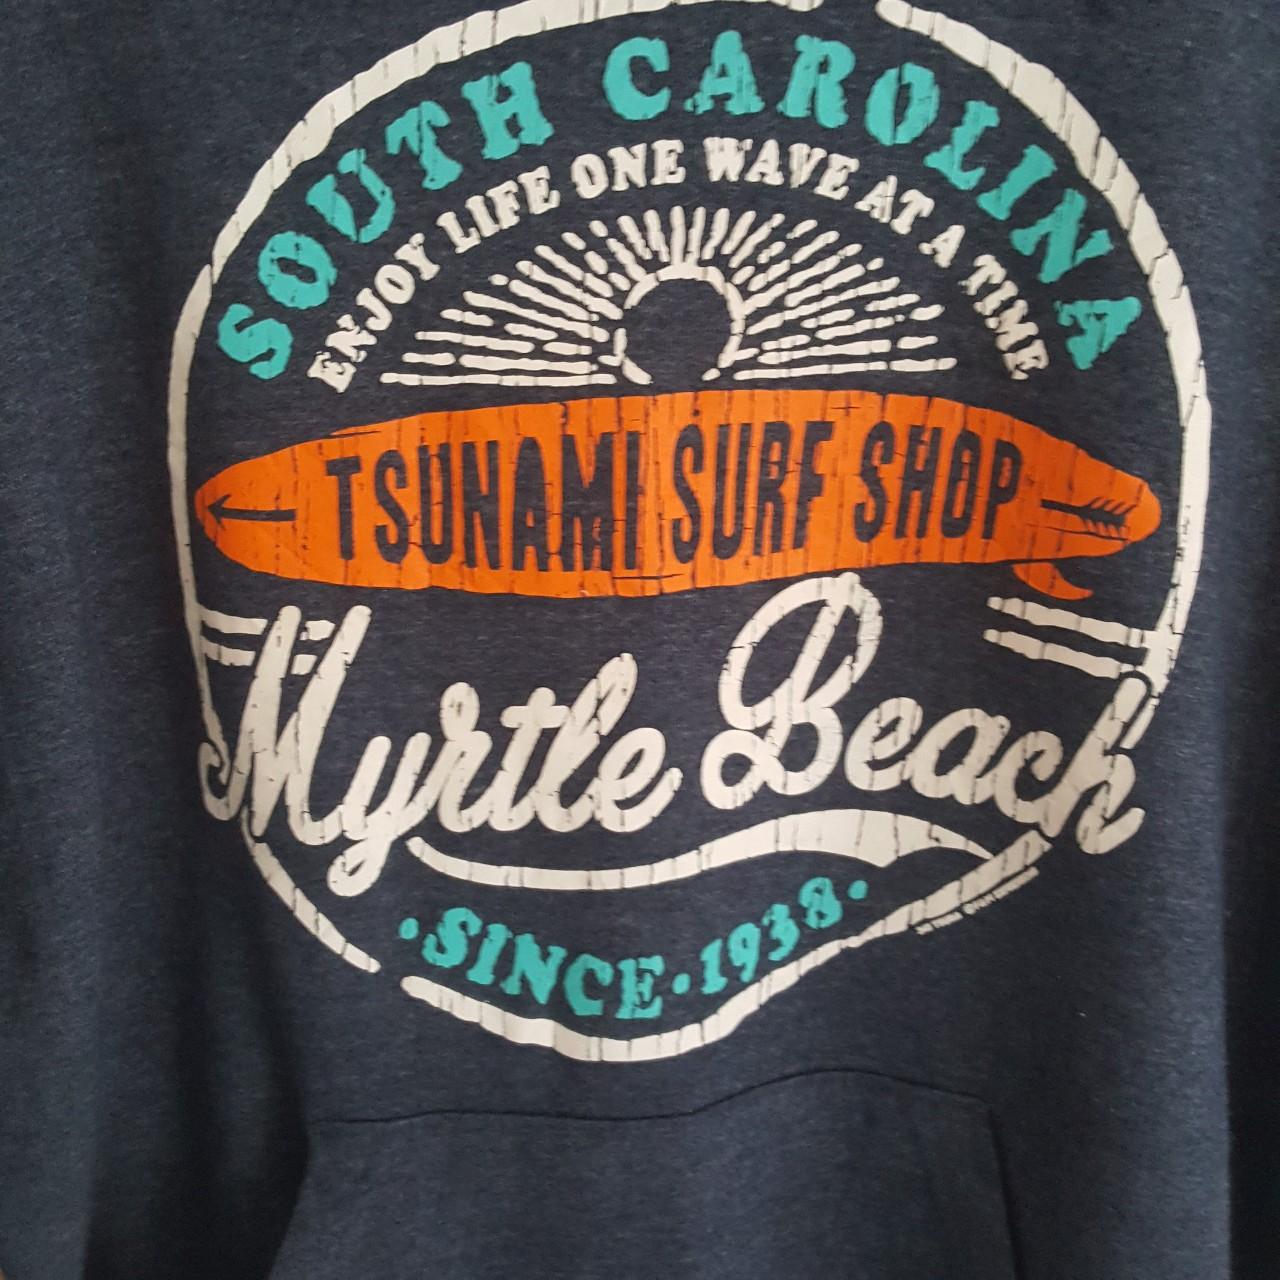 SOUTH CAROLINA
ENJOY LIFE ONE WAVE AT A TIME
TSUNAMI SURF SHOP
Myrtle Beach
·SINCE·1938·